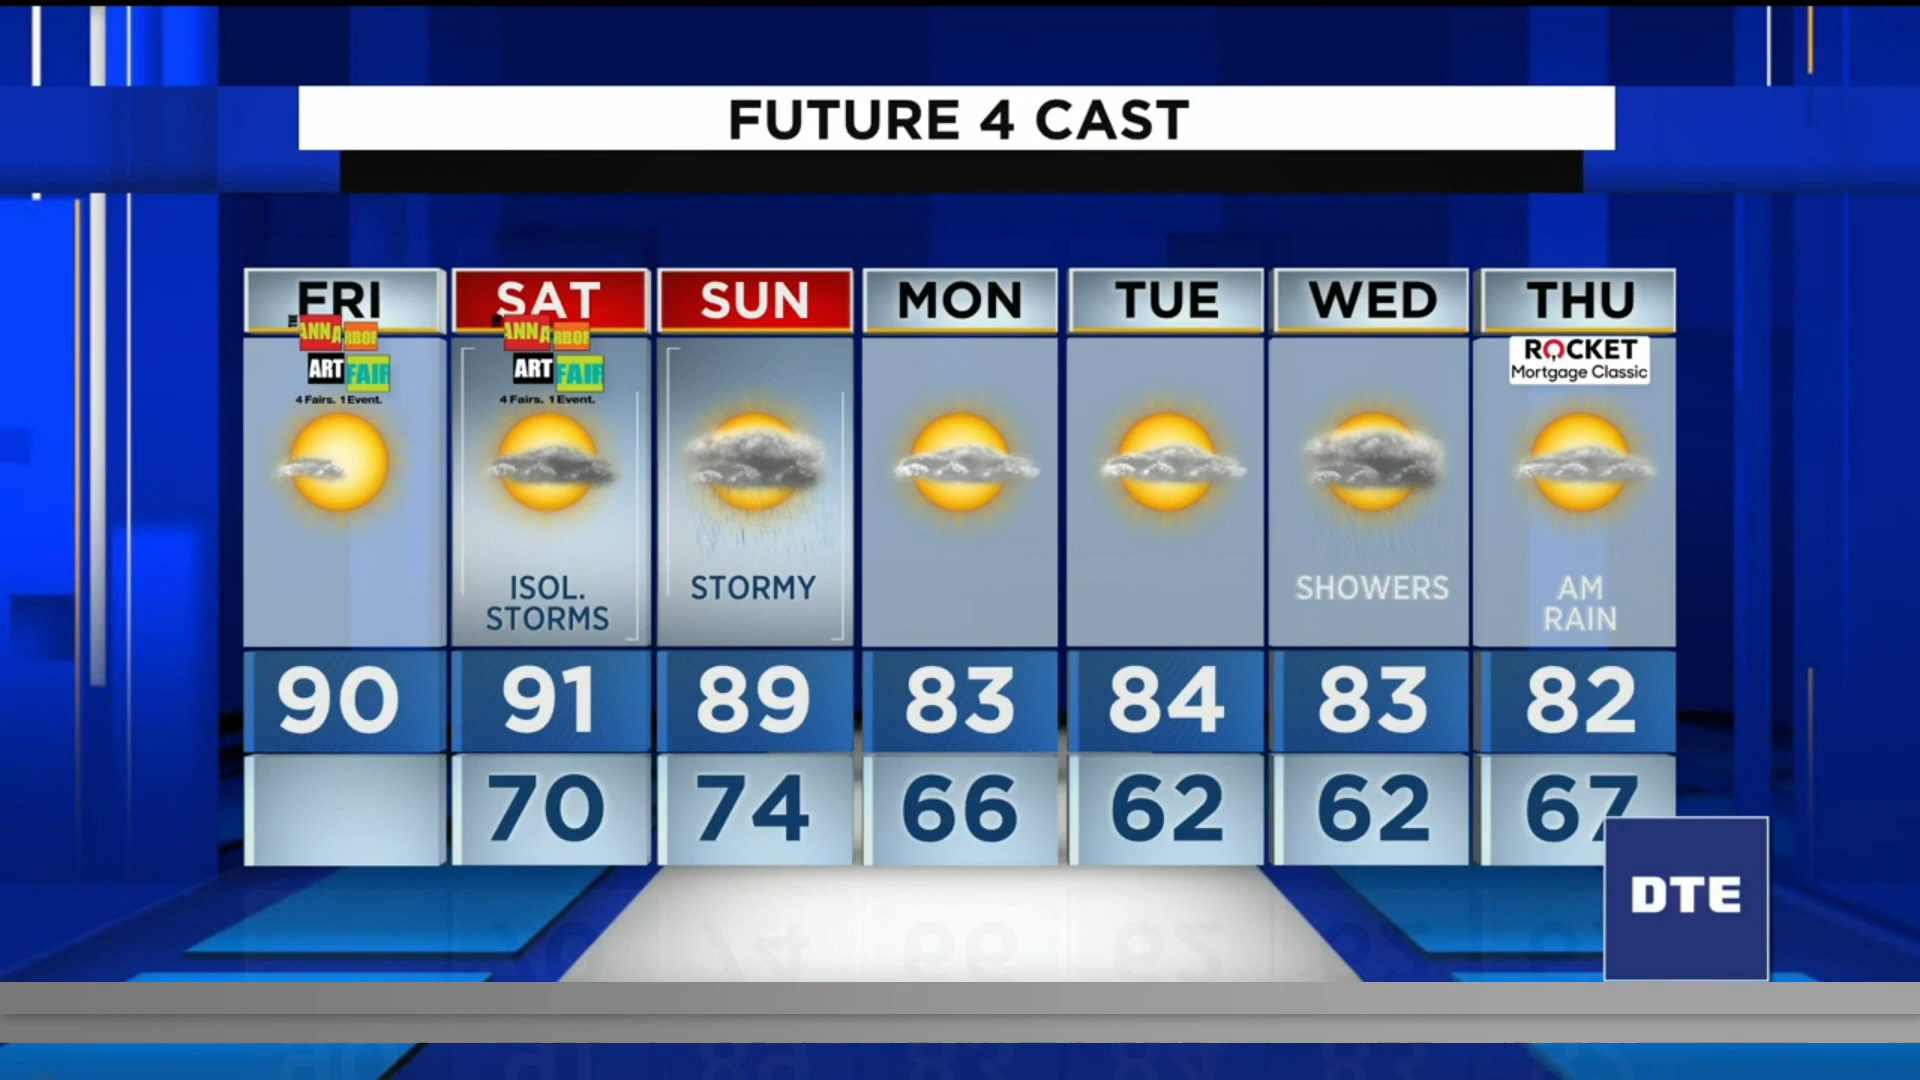 FUTURE 4 CAST
FRI SAT SUN MON TUE WED THU
THE ANN ARBOR ART FAIR
4 Fairs. 1 Event.
THE ANN ARBOR ART FAIR
4 Fairs. 1 Event.
ROCKET
Mortgage Classic
ISOL.
STORMS
STORMY
SHOWERS
AM
RAIN
90 91 89 83 84 83 82
70 74 66 62 62 67
DTE